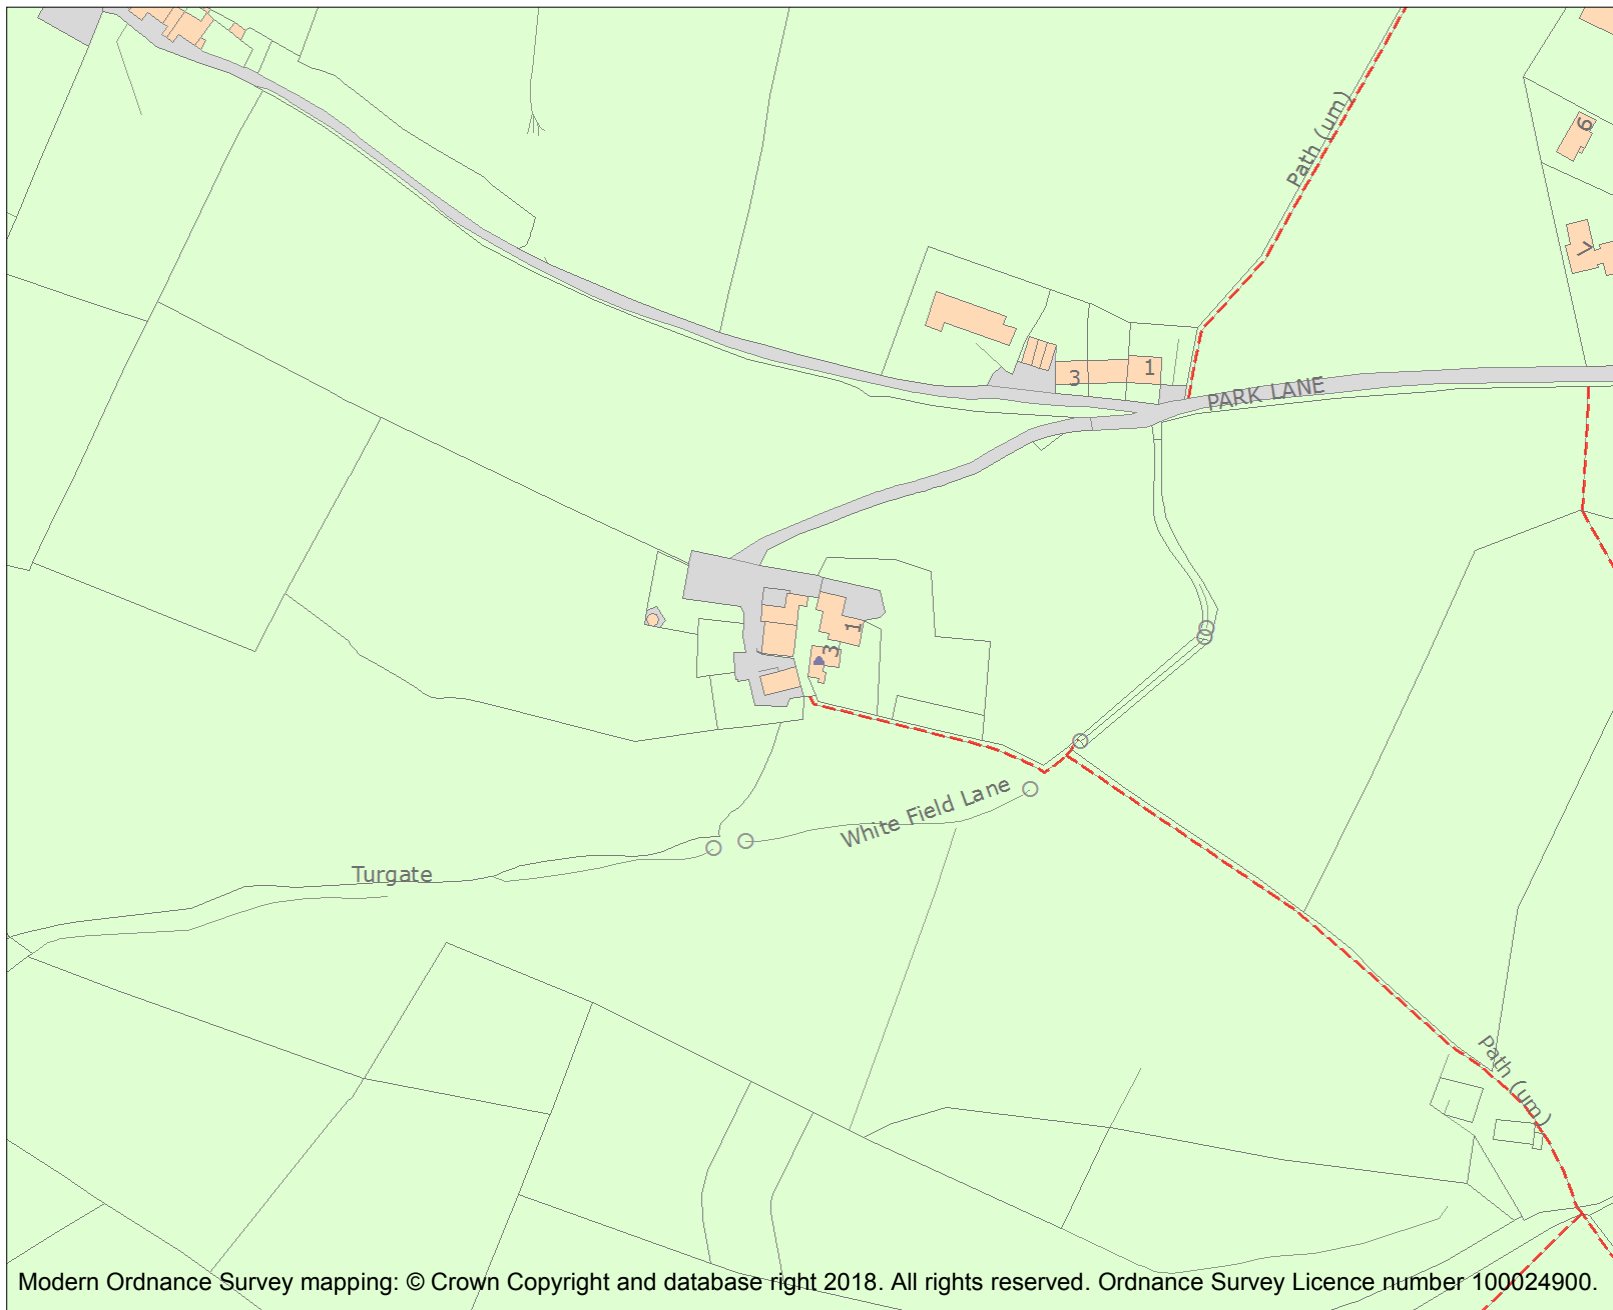 Path (um)
6
7
3
1
PARK LANE
1
3
White Field Lane
Turgate
Path (um)
Modern Ordnance Survey mapping: © Crown Copyright and database right 2018. All rights reserved. Ordnance Survey Licence number 100024900.